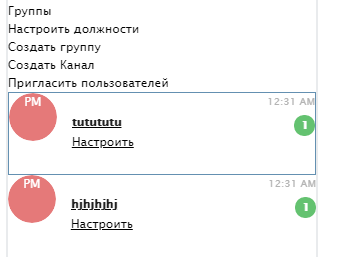 Группы
Настроить должности
Создать группу
Создать Канал
Пригласить пользователей
PM 12:31 AM
tutututu 1
Настроить
PM 12:31 AM
hjhjhjhj 1
Настроить